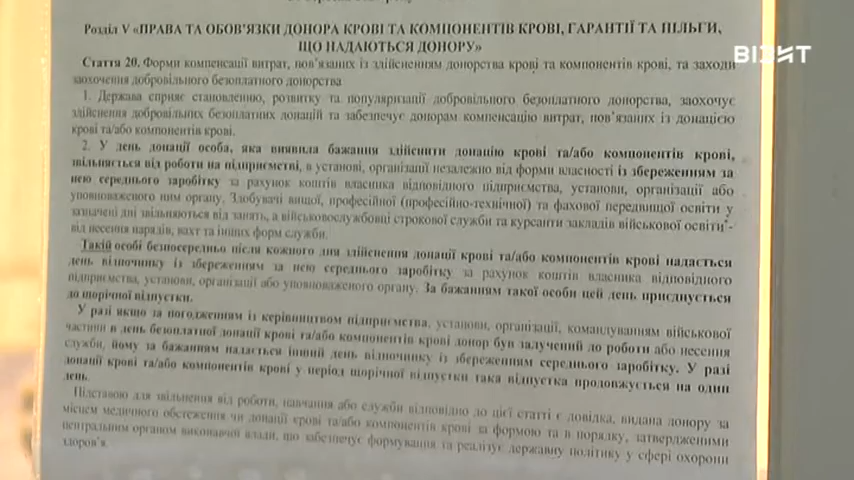 Розділ V «ПРАВА ТА ОБОВ'ЯЗКИ ДОНОРА КРОВІ ТА КОМПОНЕНТІВ КРОВІ, ГАРАНТІЇ ТА ПІЛЬГИ,
ЩО НАДАЮТЬСЯ ДОНОРУ»
ВІЗИТ
Стаття 20. Форми компенсації витрат, пов'язаних із здійсненням донорства крові та компонентів крові, та заходи
заохочення добровільного безоплатного донорства
1. Держава сприяє становленню, розвитку та популяризації добровільного безоплатного донорства, заохочує
здійснення добровільних безоплатних донацій та забезпечує донорам компенсацію витрат, пов'язаних із донацією
крові та/або компонентів крові.
2. У день донації особа, яка виявила бажання здійснити донацію крові та/або компонентів крові,
звільняється від роботи на підприємстві, в установі, організації незалежно від форми власності із збереженням за
нею середнього заробітку за рахунок коштів власника відповідного підприємства, установи, організації або
уповноваженого ним органу. Здобувачі вищої, професійної (професійно-технічної) та фахової передвищої освіти у
зазначені дні звільняються від занять, а військовослужбовці строкової служби та курсанти закладів військової освіти -
від несення нарядів, вахт та інших форм служби.
Такій особі безпосередньо після кожного дня здійснення донації крові та/або компонентів крові надається
день відпочинку із збереженням за нею середнього заробітку за рахунок коштів власника відповідного
підприємства, установи, організації або уповноваженого органу. За бажанням такої особи цей день приєднується
до щорічної відпустки.
У разі якщо за погодженням із керівництвом підприємства, установи, організації, командуванням військової
частини в день безоплатної донації крові та/або компонентів крові донор був залучений до роботи або несення
служби, йому за бажанням надається інший день відпочинку із збереженням середнього заробітку. У разі
донації крові та/або компонентів крові у період щорічної відпустки така відпустка продовжується на один
день.
Підставою для звільнення від роботи, навчання або служби відповідно до цієї статті є довідка, видана донору за
місцем медичного обстеження чи донації крові та/або компонентів крові за формою та в порядку, затвердженими
центральним органом виконавчої влади, що забезпечує формування та реалізує державну політику у сфері охорони
здоров'я.